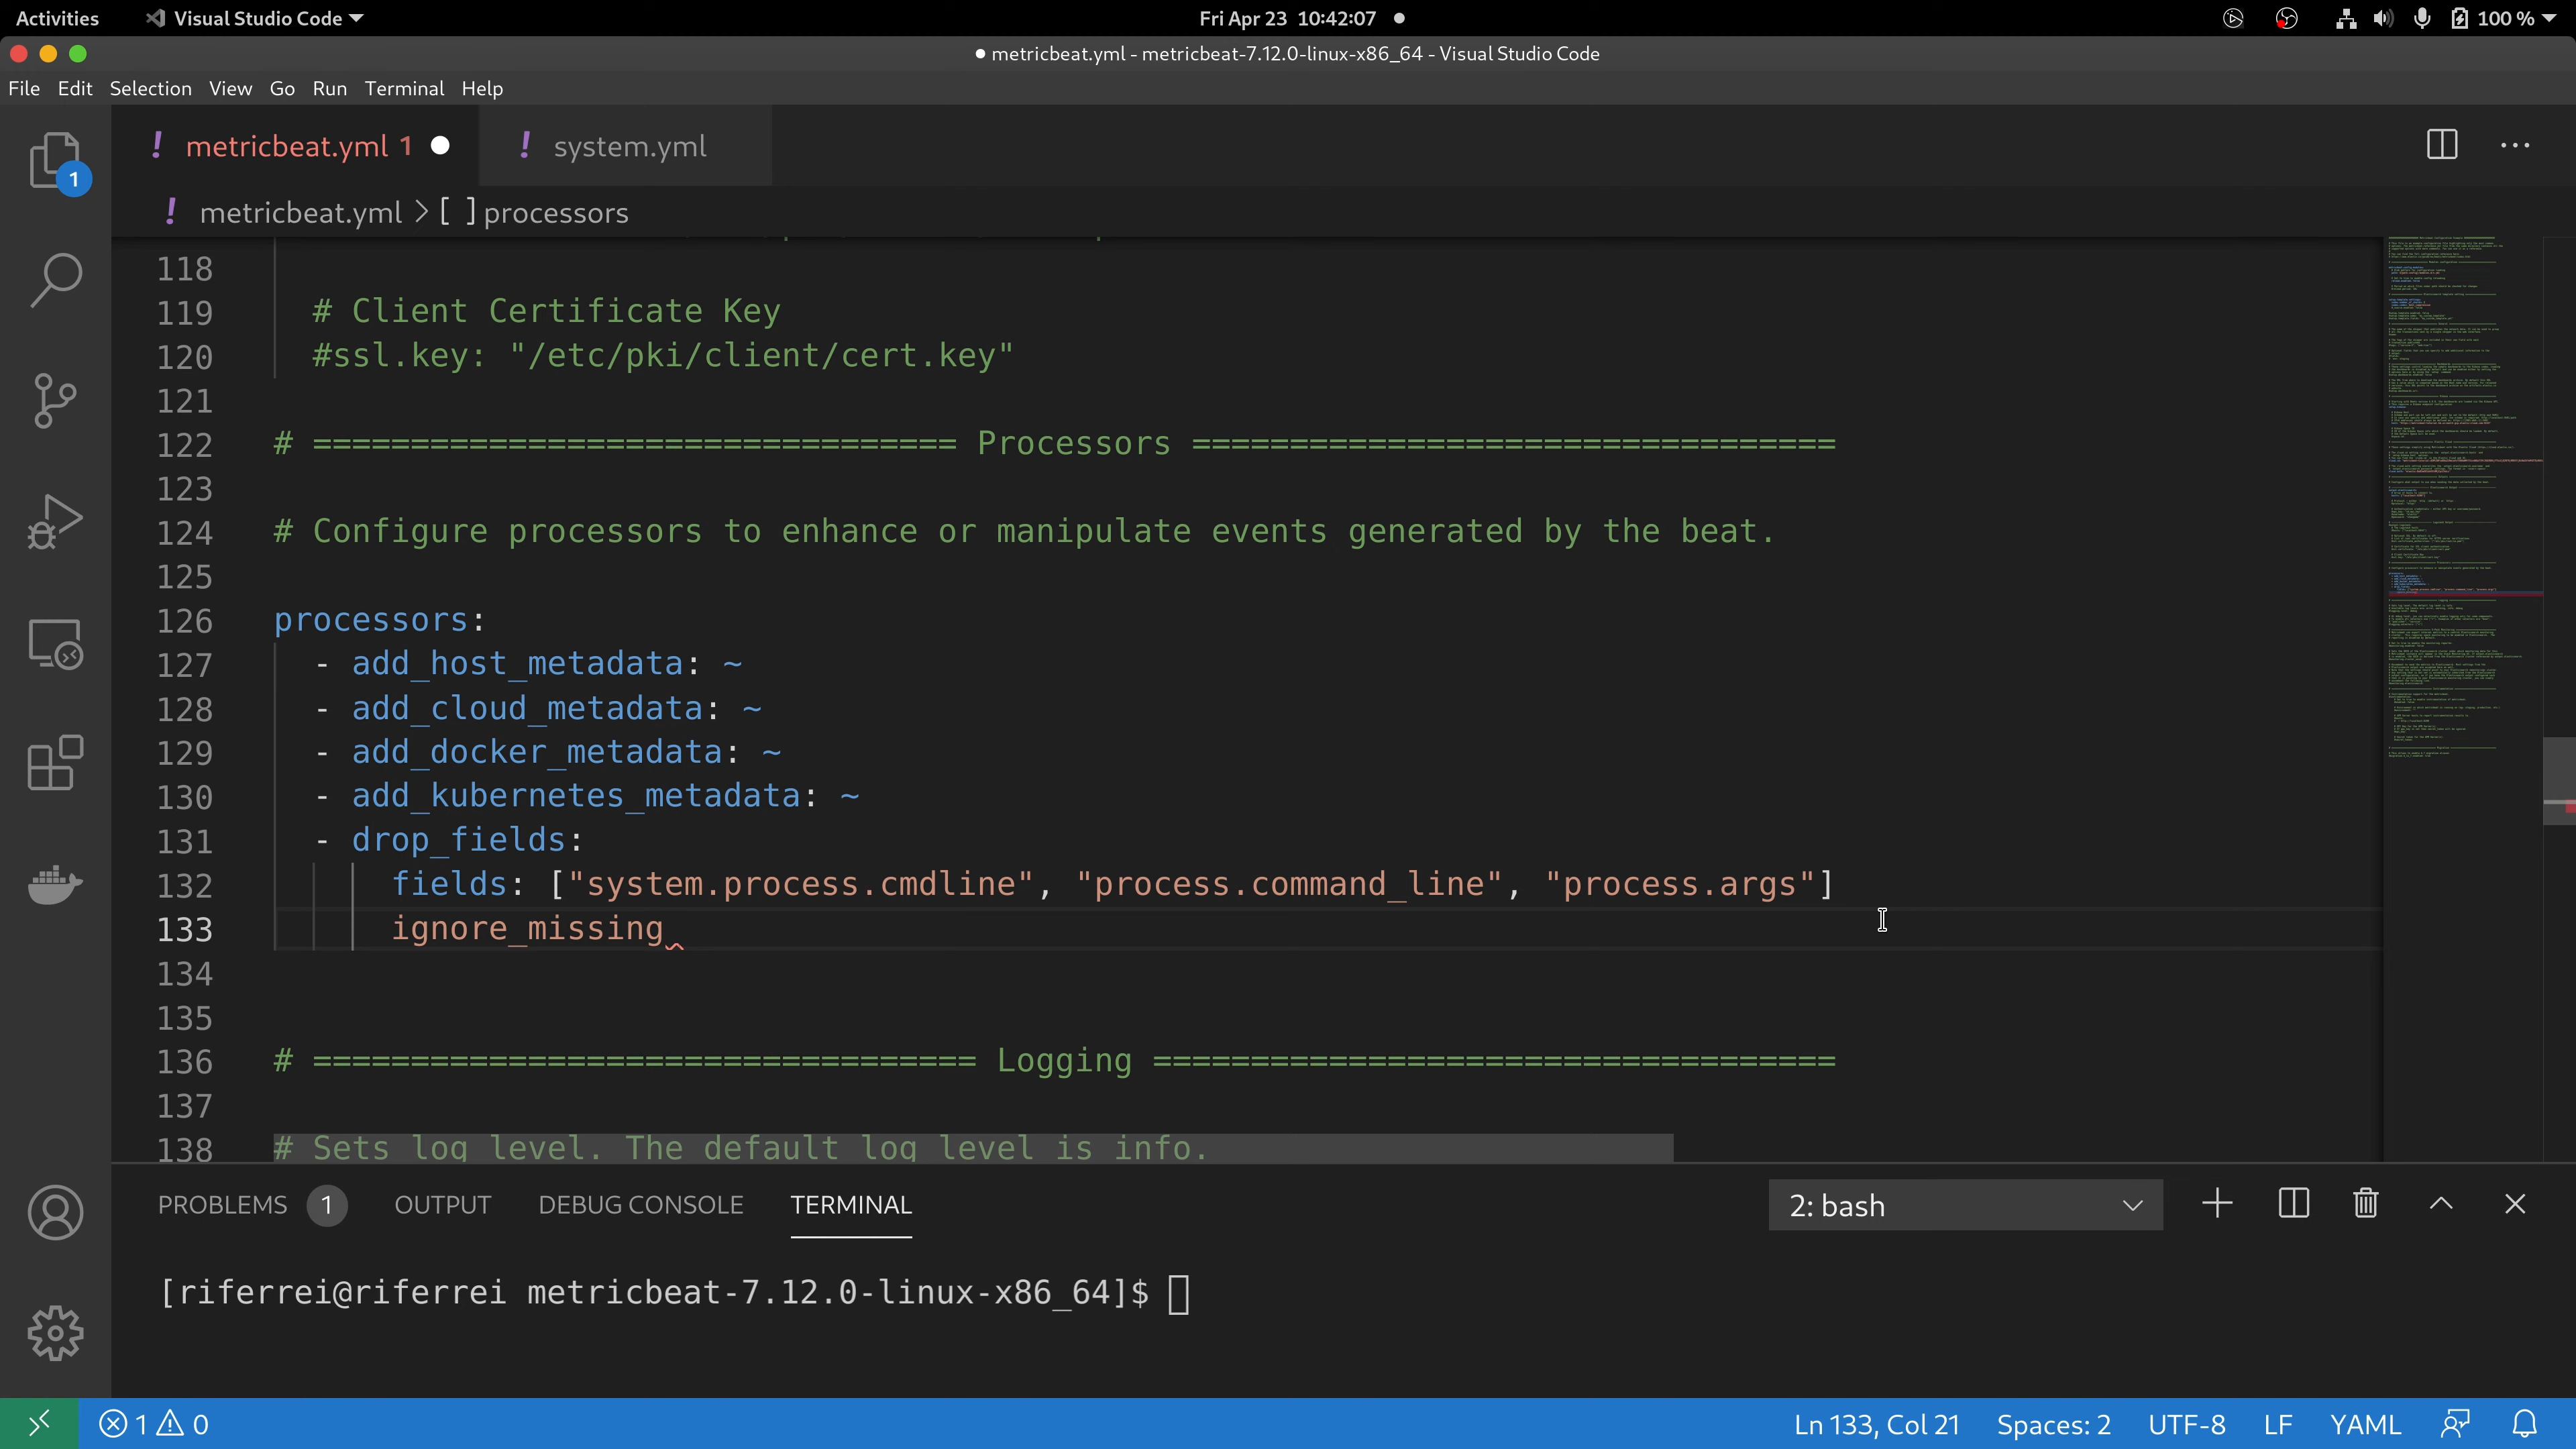 Activities Visual Studio Code Fri Apr 23 10:42:07 100 %
metricbeat.yml - metricbeat-7.12.0-linux-x86_64 - Visual Studio Code
File Edit Selection View Go Run Terminal Help
! metricbeat.yml 1 ! system.yml
1
! metricbeat.yml > [ ] processors
118
119 # Client Certificate Key
120 #ssl.key: "/etc/pki/client/cert.key"
121
122 # ================================= Processors =================================
123
124 # Configure processors to enhance or manipulate events generated by the beat.
125
126 processors:
127 - add_host_metadata: ~
128 - add_cloud_metadata: ~
129 - add_docker_metadata: ~
130 - add_kubernetes_metadata: ~
131 - drop_fields:
132 fields: ["system.process.cmdline", "process.command_line", "process.args"]
133 ignore_missing
134
135
136 # ================================== Logging ===================================
137
138 # Sets log level. The default log level is info.
PROBLEMS 1 OUTPUT DEBUG CONSOLE TERMINAL 2: bash
[riferrei@riferrei metricbeat-7.12.0-linux-x86_64]$
1 0 Ln 133, Col 21 Spaces: 2 UTF-8 LF YAML